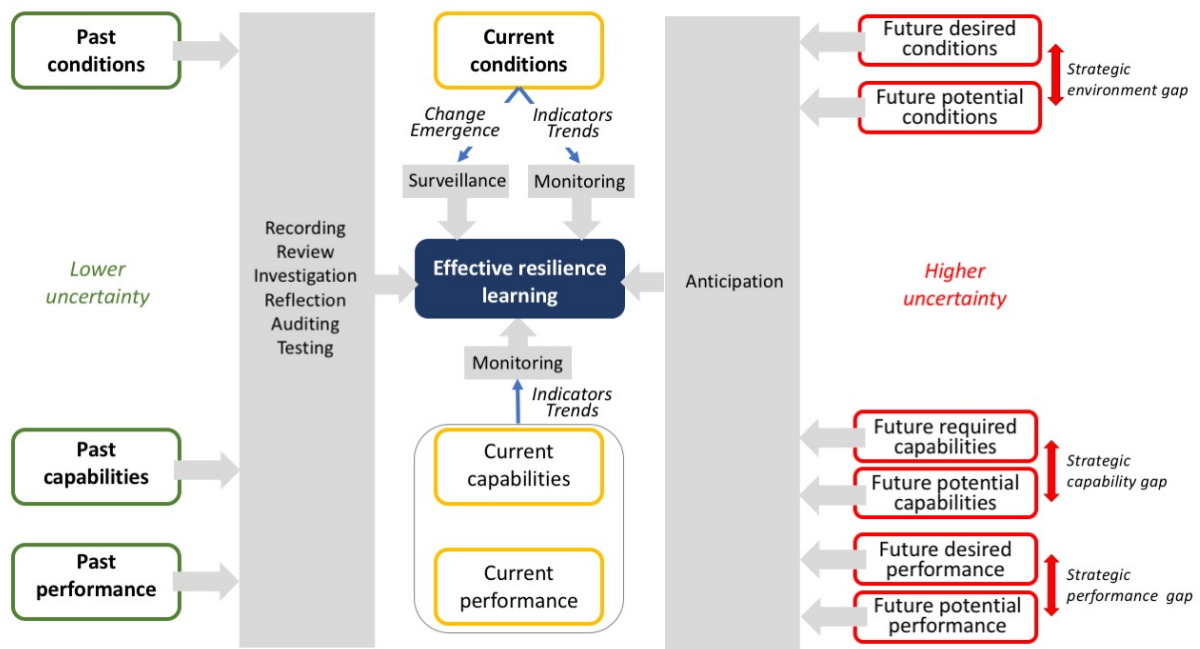 Past
conditions
Current
conditions
Future desired
conditions
Strategic
environment gap
Future potential
conditions
Change
Emergence
Indicators
Trends
Surveillance
Monitoring
Recording
Review
Investigation
Reflection
Auditing
Testing
Lower
uncertainty
Effective resilience
learning
Anticipation
Higher
uncertainty
Monitoring
Indicators
Trends
Past
capabilities
Current
capabilities
Future required
capabilities
Strategic
capability gap
Future potential
capabilities
Past
performance
Current
performance
Future desired
performance
Strategic
performance gap
Future potential
performance